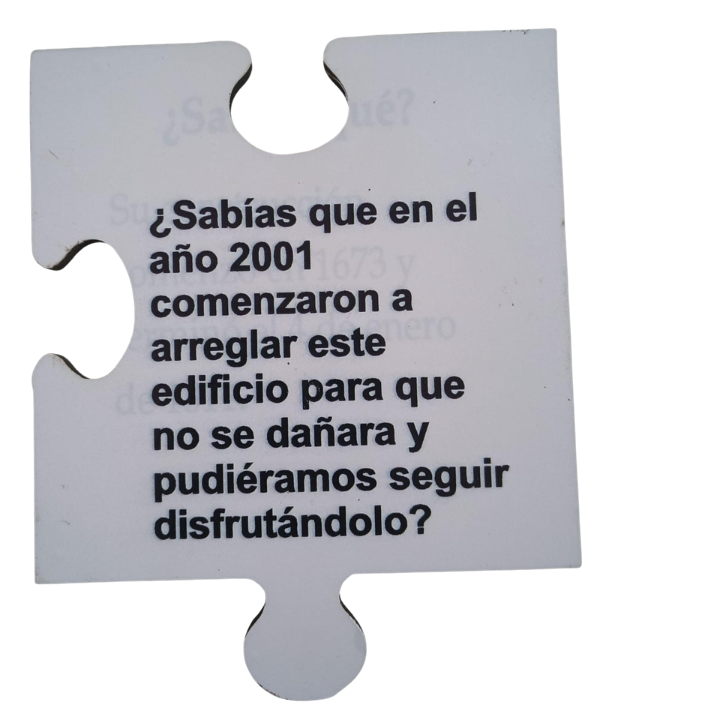 ¿Sabías que en el
año 2001
comenzaron a
arreglar este
edificio para que
no se dañara y
pudiéramos seguir
disfrutándolo?